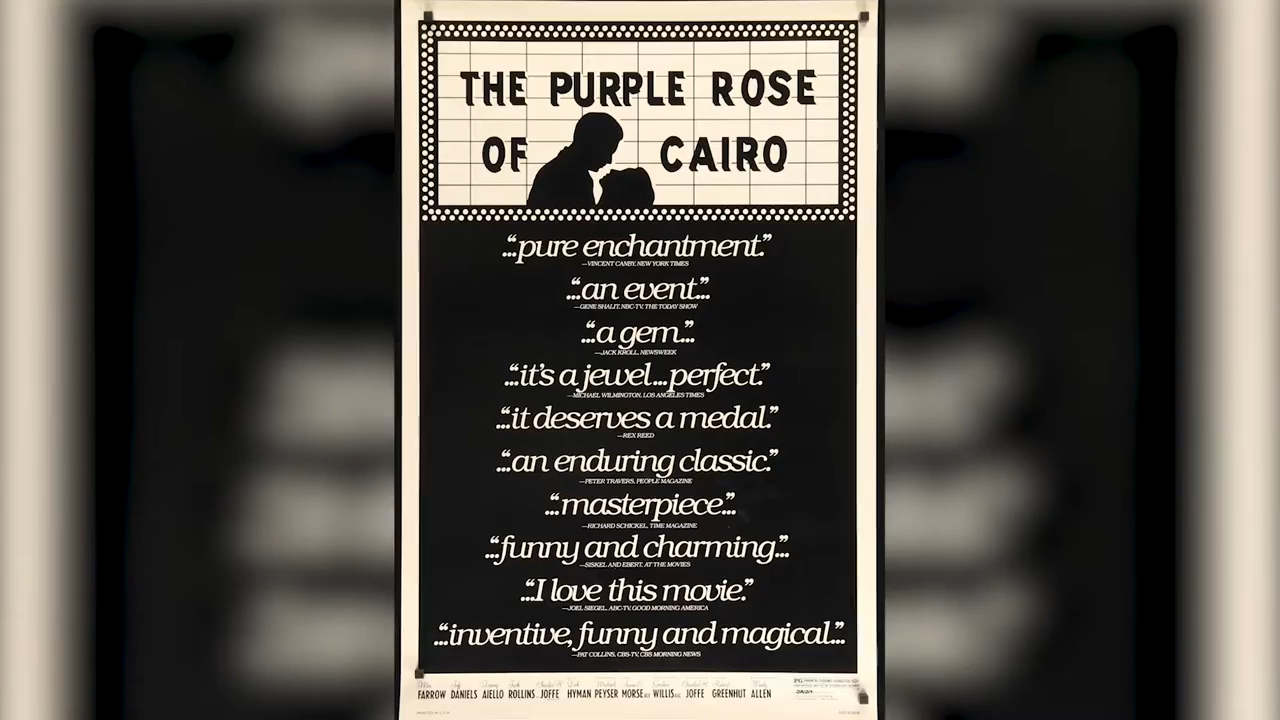 THE PURPLE ROSE
OF CAIRO
"...pure enchantment."
—VINCENT CANBY, NEW YORK TIMES
"...an event..."
—GENE SHALIT, NBC-TV, THE TODAY SHOW
"...a gem..."
—JACK KROLL, NEWSWEEK
"...it's a jewel...perfect."
—MICHAEL WILMINGTON, LOS ANGELES TIMES
"...it deserves a medal."
—REX REED
"...an enduring classic."
—PETER TRAVERS, PEOPLE MAGAZINE
"...masterpiece..."
—RICHARD SCHICKEL, TIME MAGAZINE
"...funny and charming..."
—SISKEL AND EBERT, AT THE MOVIES
"...I love this movie."
—JOEL SIEGEL, ABC-TV, GOOD MORNING AMERICA
"...inventive, funny and magical..."
—PAT COLLINS, CBS-TV, CBS MORNING NEWS
FARROW DANIELS AIELLO ROLLINS JOFFE HYMAN PEYSER MORSE WILLIS JOFFE GREENHUT ALLEN
PG
ORION